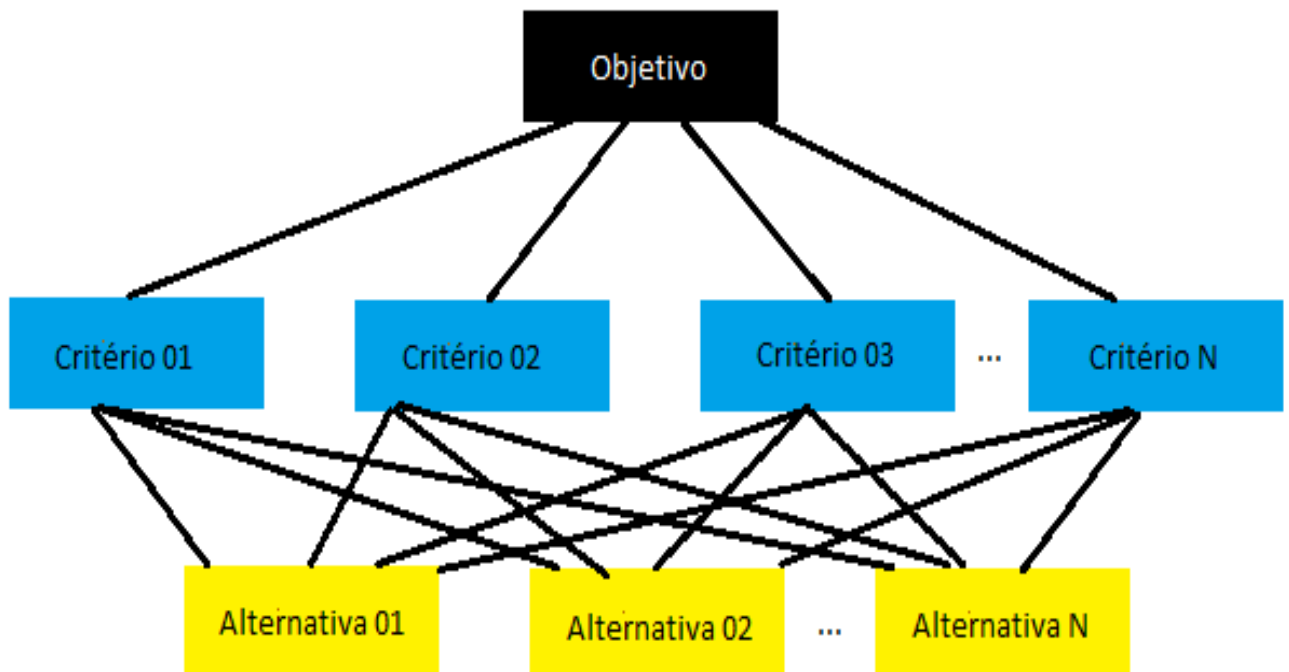 Objetivo
Critério 01
Critério 02
Critério 03
...
Critério N
Alternativa 01
Alternativa 02
...
Alternativa N